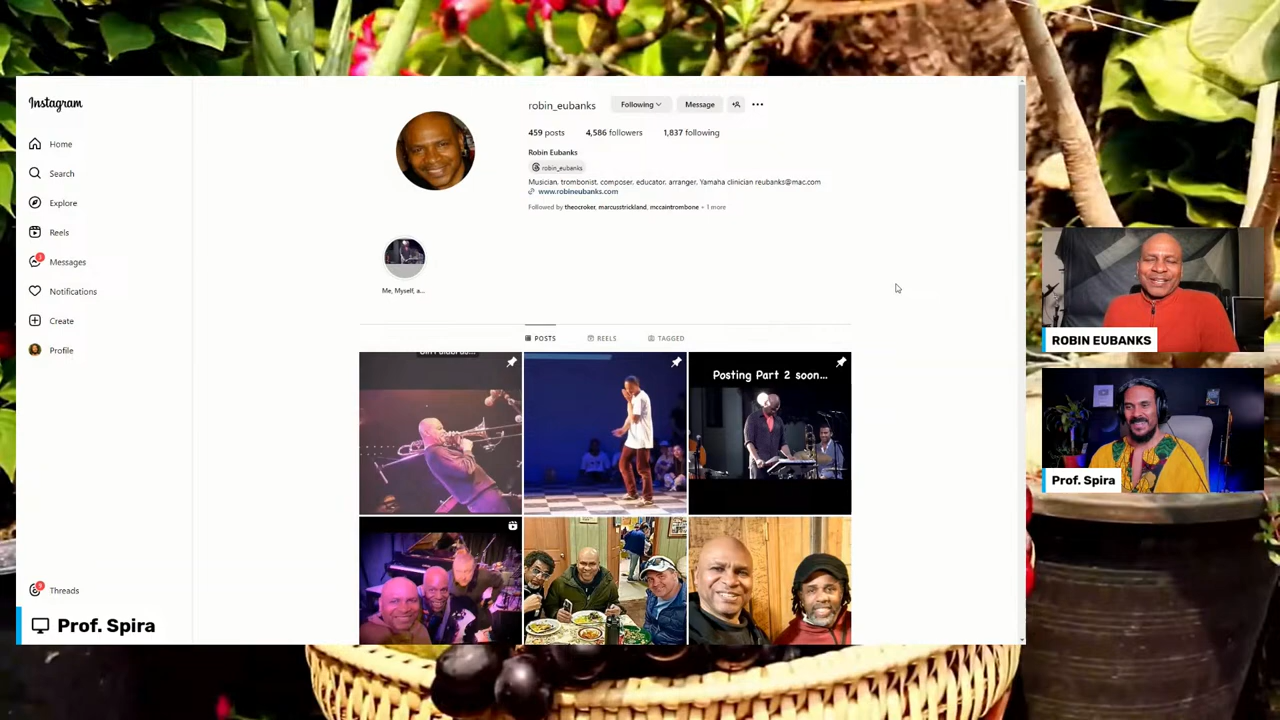 Instagram
Home
Search
Explore
Reels
Messages
Notifications
Create
Profile
Threads
robin_eubanks
Following
Message
459 posts
4,586 followers
1,837 following
Robin Eubanks
robin_eubanks
Musician, trombonist, composer, educator, arranger, Yamaha clinician reubanks@mac.com
www.robineubanks.com
Followed by theocroker, marcusstrickland, mccaintrombone + 1 more
Me, Myself, a...
POSTS
REELS
TAGGED
Posting Part 2 soon...
Prof. Spira
ROBIN EUBANKS
Prof. Spira